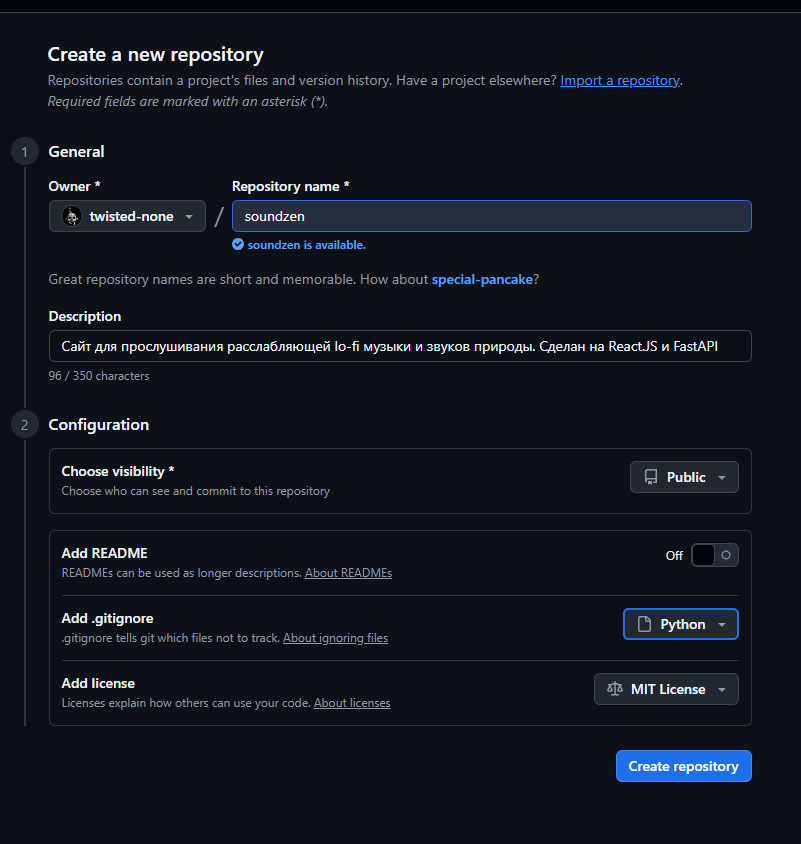 Create a new repository
Repositories contain a project's files and version history. Have a project elsewhere? Import a repository.
Required fields are marked with an asterisk (*).
1 General
Owner * Repository name *
twisted-none / soundzen
soundzen is available.
Great repository names are short and memorable. How about special-pancake?
Description
Сайт для прослушивания расслабляющей lo-fi музыки и звуков природы. Сделан на React.JS и FastAPI
96 / 350 characters
2 Configuration
Choose visibility *
Public
Choose who can see and commit to this repository
Add README
Off
READMEs can be used as longer descriptions. About READMEs
Add .gitignore
Python
.gitignore tells git which files not to track. About ignoring files
Add license
MIT License
Licenses explain how others can use your code. About licenses
Create repository